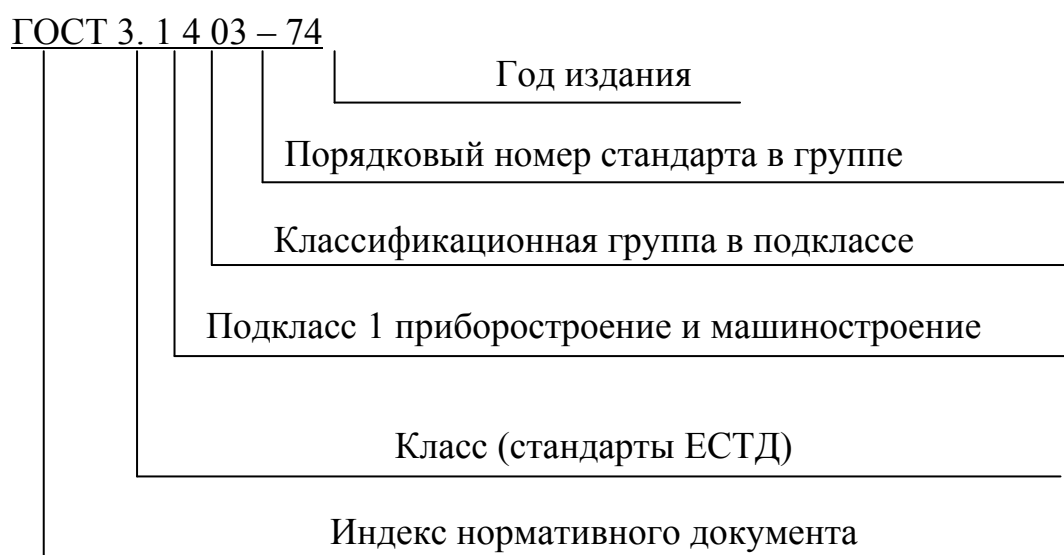 ГОСТ 3. 1 4 03 – 74
Год издания
Порядковый номер стандарта в группе
Классификационная группа в подклассе
Подкласс 1 приборостроение и машиностроение
Класс (стандарты ЕСТД)
Индекс нормативного документа